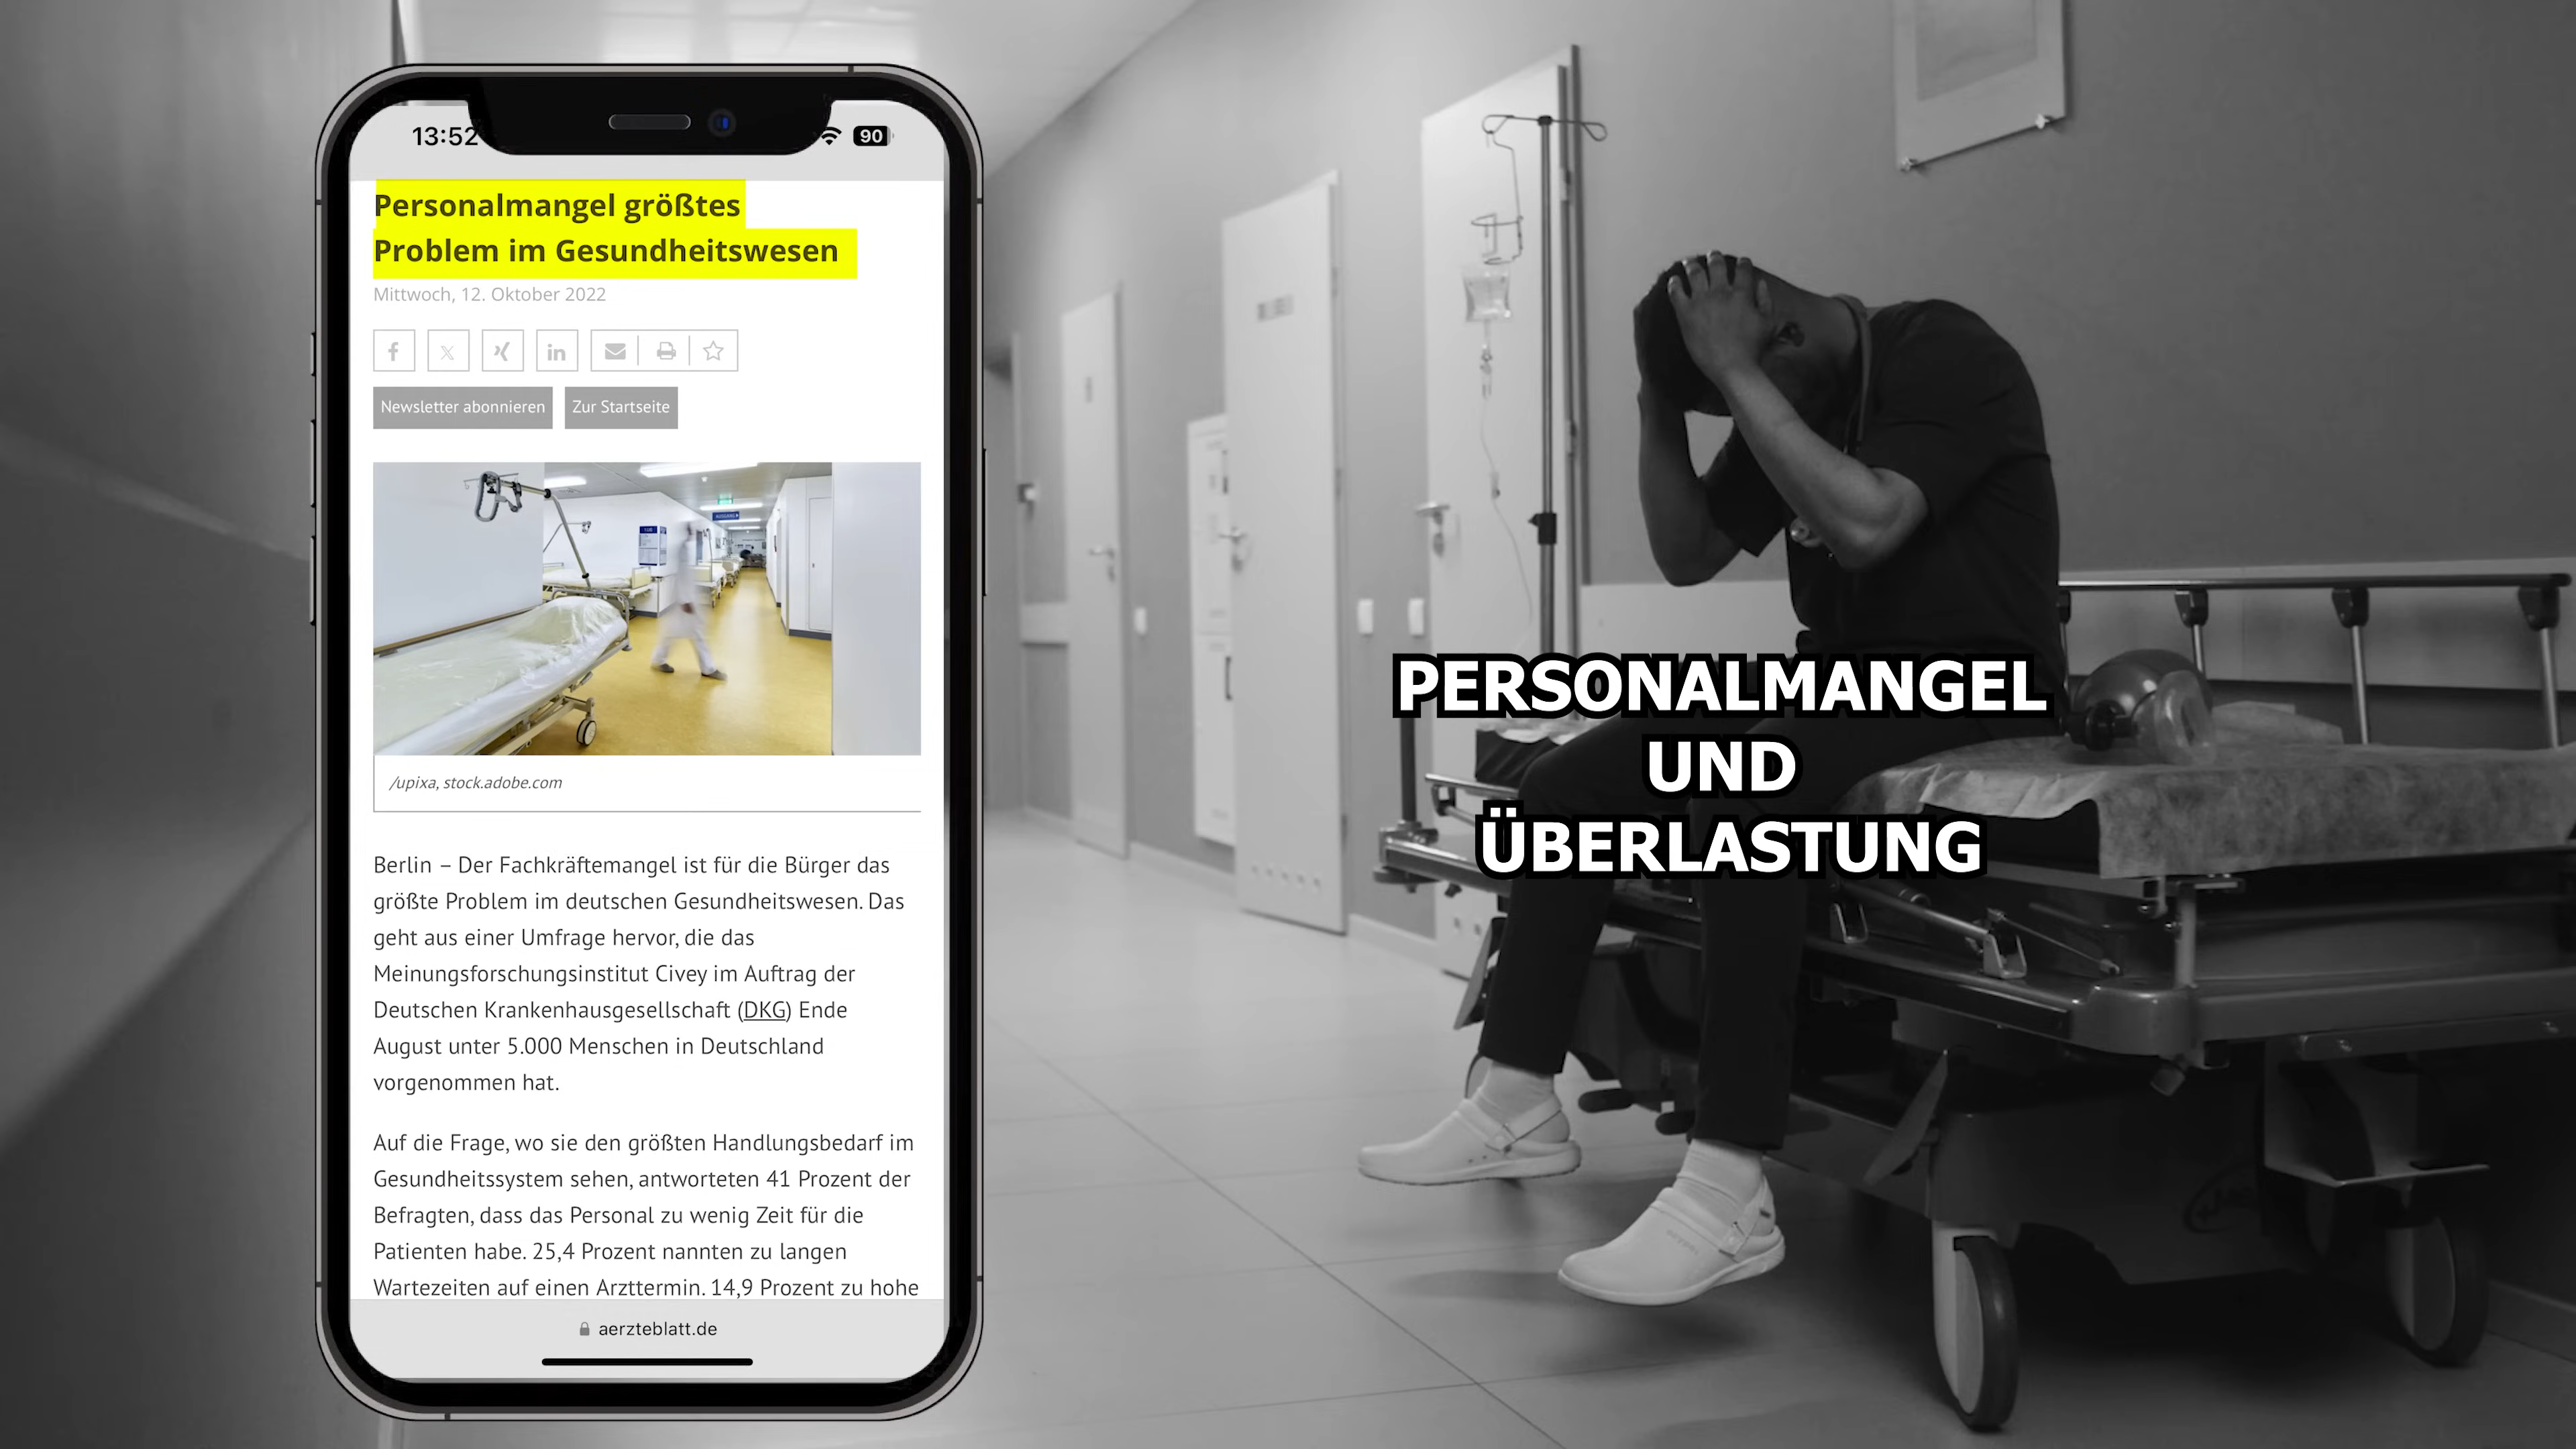 13:52
90
Personalmangel größtes
Problem im Gesundheitswesen
Mittwoch, 12. Oktober 2022
Newsletter abonnieren
Zur Startseite
/upixa, stock.adobe.com
Berlin – Der Fachkräftemangel ist für die Bürger das
größte Problem im deutschen Gesundheitswesen. Das
geht aus einer Umfrage hervor, die das
Meinungsforschungsinstitut Civey im Auftrag der
Deutschen Krankenhausgesellschaft (DKG) Ende
August unter 5.000 Menschen in Deutschland
vorgenommen hat.
Auf die Frage, wo sie den größten Handlungsbedarf im
Gesundheitssystem sehen, antworteten 41 Prozent der
Befragten, dass das Personal zu wenig Zeit für die
Patienten habe. 25,4 Prozent nannten zu langen
Wartezeiten auf einen Arzttermin. 14,9 Prozent zu hohe
aerzteblatt.de
PERSONALMANGEL
UND
ÜBERLASTUNG